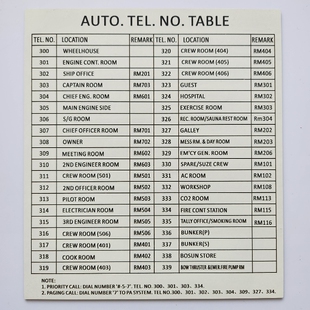 AUTO. TEL. NO. TABLE
TEL. NO. LOCATION REMARK TEL. NO. LOCATION REMARK
300 WHEELHOUSE 320 CREW ROOM (404) RM404
301 ENGINE CONT. ROOM 321 CREW ROOM (405) RM405
302 SHIP OFFICE RM201 322 CREW ROOM (406) RM406
303 CAPTAIN ROOM RM703 323 GUEST RM301
304 CHIEF ENG. ROOM RM601 324 HOSPITAL RM302
305 MAIN ENGINE SIDE 325 EXERCISE ROOM RM303
306 S/G ROOM 326 REC. ROOM/SAUNA REST ROOM Rm304
307 CHIEF OFFICER ROOM RM701 327 GALLEY RM202
308 OWNER RM702 328 MESS RM. & DAY ROOM RM203
309 MEETING ROOM RM602 329 EM'CY GEN. ROOM RM206
310 2ND ENGINEER ROOM RM603 330 SPARE/SUZE CREW RM101
311 CREW ROOM (501) RM501 331 AC ROOM RM102
312 2ND OFFICER ROOM RM502 332 WORKSHOP RM108
313 PILOT ROOM RM503 333 CO2 ROOM RM113
314 ELECTRICIAN ROOM RM504 334 FIRE CONT STATION RM115
315 3RD ENGINEER ROOM RM505 335 TALLY OFFICE/SMOKING ROOM RM116
316 CREW ROOM (506) RM506 336 BUNKER(P)
317 CREW ROOM (401) RM401 337 BUNKER(S)
318 COOK ROOM RM402 338 BOSUN STORE
319 CREW ROOM (403) RM403 339 BOW THRUSTER &EMER.FIRE PUMP RM
NOTES
1. PRIORITY CALL: DIAL NUMBER "#-5-7". TEL.NO. 300. 301. 303. 334.
2. PAGING CALL: DIAL NUMBER "7" TO P.A SYSTEM. TEL.NO. 300. 301. 302. 303. 304. 309. 327. 334.